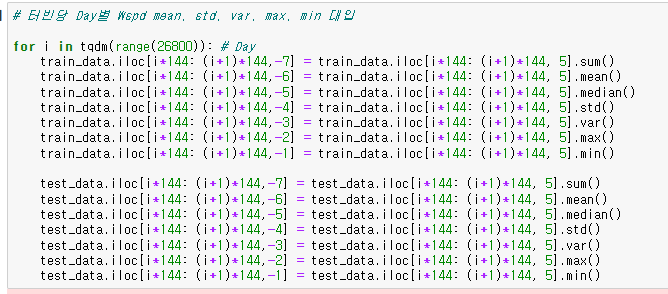 # 터빈당 Day별 Wspd mean, std, var, max, min 대입
for i in tqdm(range(26800)): # Day
train_data.iloc[i*144: (i+1)*144,-7] = train_data.iloc[i*144: (i+1)*144, 5].sum()
train_data.iloc[i*144: (i+1)*144,-6] = train_data.iloc[i*144: (i+1)*144, 5].mean()
train_data.iloc[i*144: (i+1)*144,-5] = train_data.iloc[i*144: (i+1)*144, 5].median()
train_data.iloc[i*144: (i+1)*144,-4] = train_data.iloc[i*144: (i+1)*144, 5].std()
train_data.iloc[i*144: (i+1)*144,-3] = train_data.iloc[i*144: (i+1)*144, 5].var()
train_data.iloc[i*144: (i+1)*144,-2] = train_data.iloc[i*144: (i+1)*144, 5].max()
train_data.iloc[i*144: (i+1)*144,-1] = train_data.iloc[i*144: (i+1)*144, 5].min()
test_data.iloc[i*144: (i+1)*144,-7] = test_data.iloc[i*144: (i+1)*144, 5].sum()
test_data.iloc[i*144: (i+1)*144,-6] = test_data.iloc[i*144: (i+1)*144, 5].mean()
test_data.iloc[i*144: (i+1)*144,-5] = test_data.iloc[i*144: (i+1)*144, 5].median()
test_data.iloc[i*144: (i+1)*144,-4] = test_data.iloc[i*144: (i+1)*144, 5].std()
test_data.iloc[i*144: (i+1)*144,-3] = test_data.iloc[i*144: (i+1)*144, 5].var()
test_data.iloc[i*144: (i+1)*144,-2] = test_data.iloc[i*144: (i+1)*144, 5].max()
test_data.iloc[i*144: (i+1)*144,-1] = test_data.iloc[i*144: (i+1)*144, 5].min()